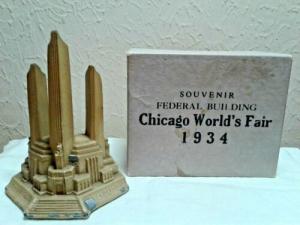 SOUVENIR
FEDERAL BUILDING
Chicago World's Fair
1934